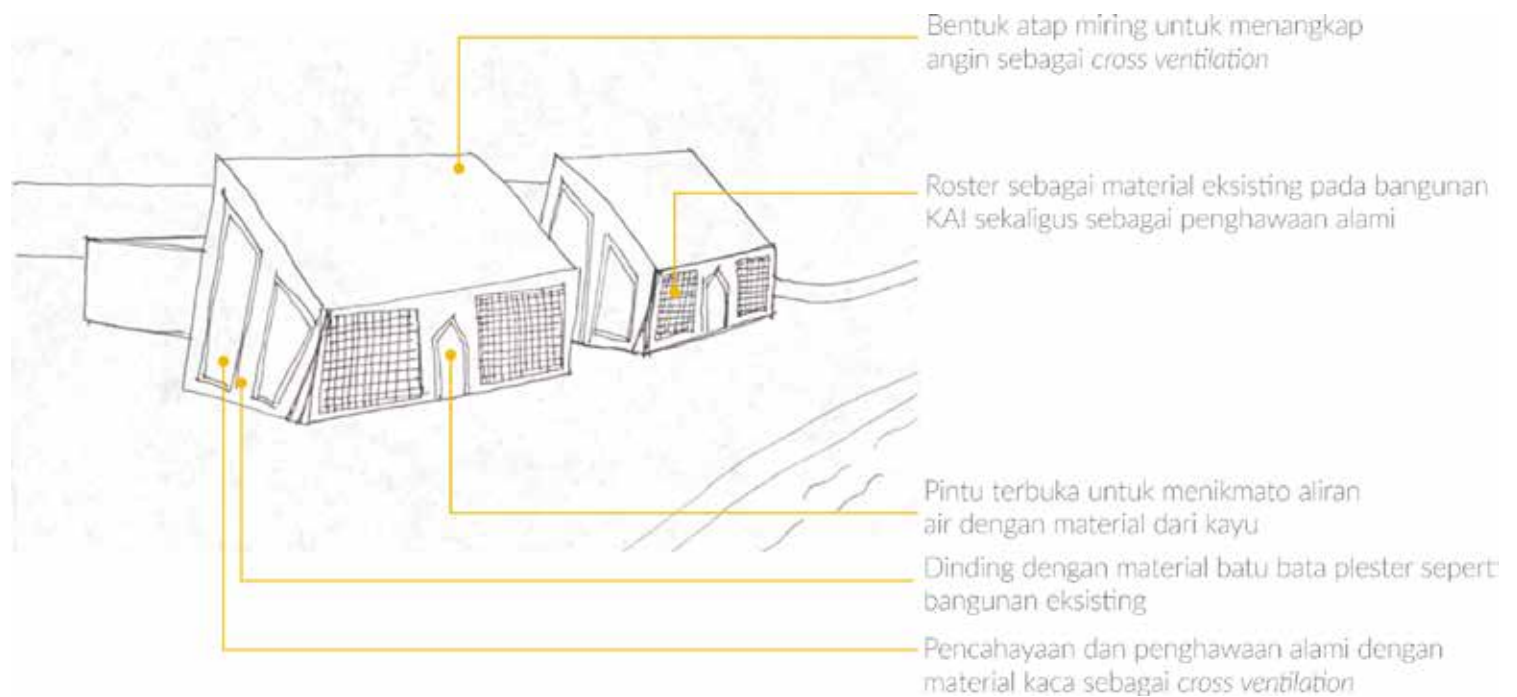 Bentuk atap miring untuk menangkap
angin sebagai cross ventilation
Roster sebagai material eksisting pada bangunan
KAI sekaligus sebagai penghawaan alami
Pintu terbuka untuk menikmato aliran
air dengan material dari kayu
Dinding dengan material batu bata plester sepert
bangunan eksisting
Pencahayaan dan penghawaan alami dengan
material kaca sebagai cross ventilation